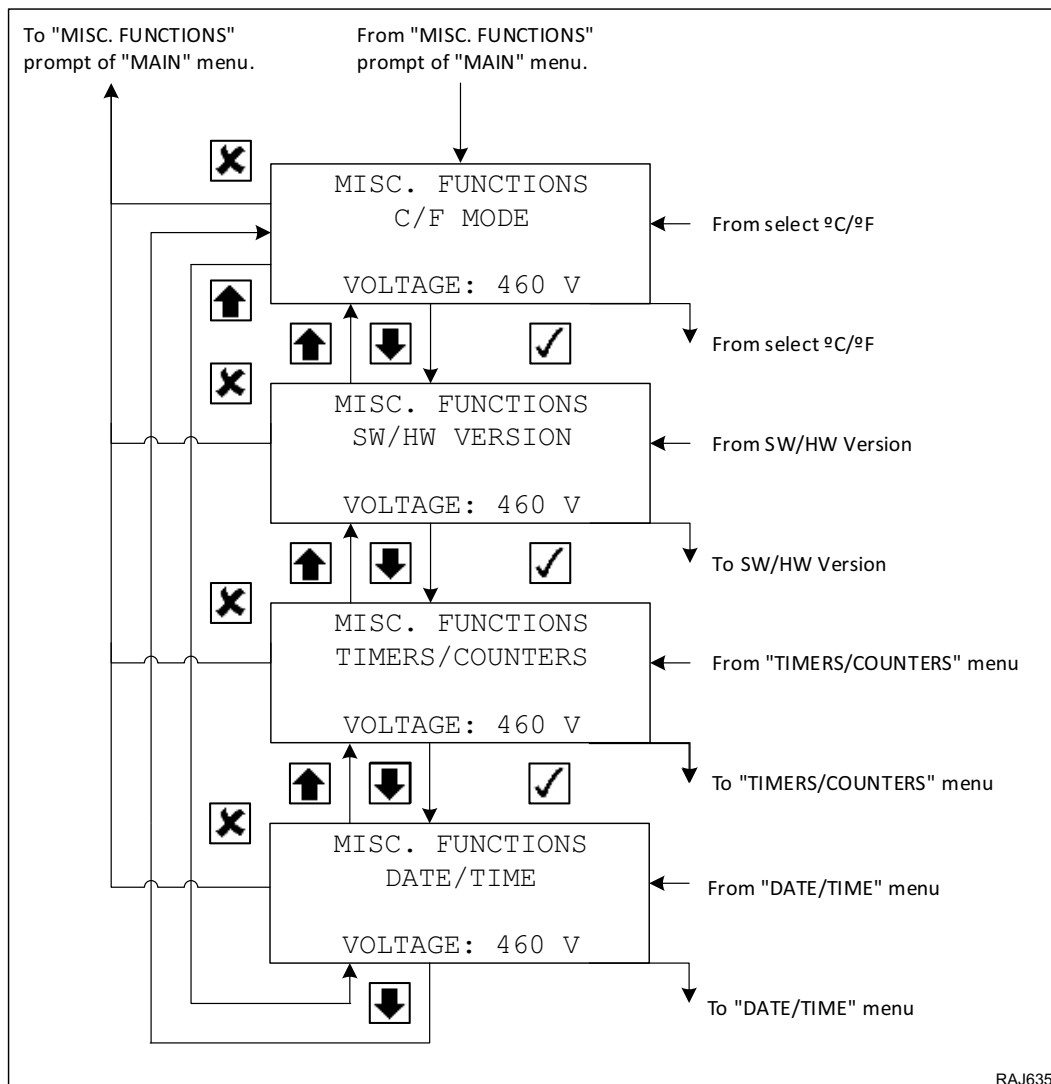 To "MISC. FUNCTIONS"
prompt of "MAIN" menu.
From "MISC. FUNCTIONS"
prompt of "MAIN" menu.
MISC. FUNCTIONS
C/F MODE
VOLTAGE: 460 V
From select ºC/ºF
From select ºC/ºF
MISC. FUNCTIONS
SW/HW VERSION
VOLTAGE: 460 V
From SW/HW Version
To SW/HW Version
MISC. FUNCTIONS
TIMERS/COUNTERS
VOLTAGE: 460 V
From "TIMERS/COUNTERS" menu
To "TIMERS/COUNTERS" menu
MISC. FUNCTIONS
DATE/TIME
VOLTAGE: 460 V
From "DATE/TIME" menu
To "DATE/TIME" menu
RAJ635